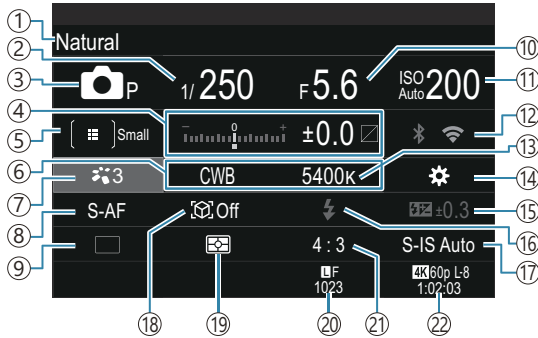 ① Natural
② ⑩
③ P 1/250 F5.6 ISO Auto 200 ⑪
④ ⑫
⑤ Small − 0 + ±0.0
⑥ ⑬
⑦ 3 CWB 5400K ⑭
⑧ S-AF Off ±0.3 ⑮
⑯
⑨ 4:3 S-IS Auto ⑰
LF 4K 60p L-8
1023 1:02:03
⑱ ⑲ ⑳ ㉑ ㉒